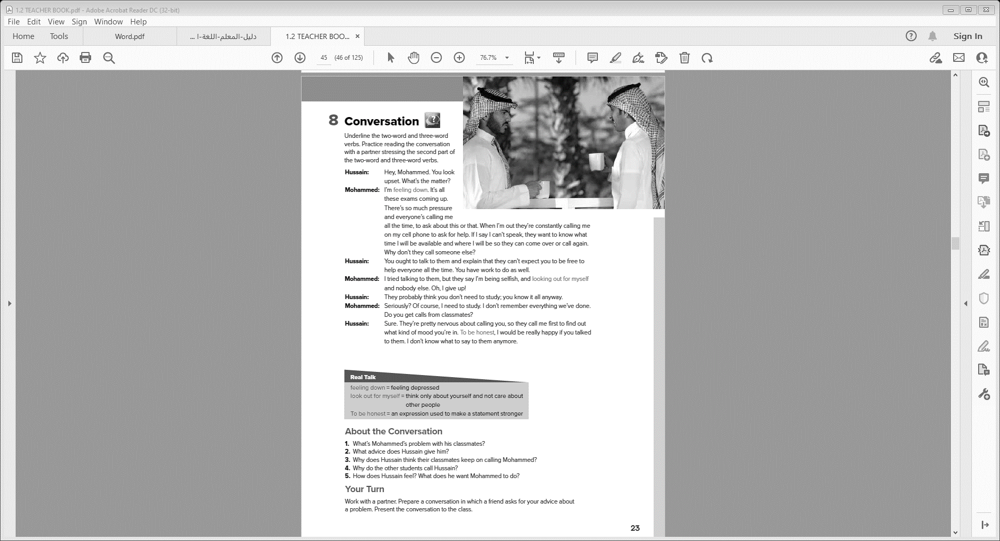 1.2 TEACHER BOOK.pdf - Adobe Acrobat Reader DC (32-bit)
File Edit View Sign Window Help
Home Tools Word.pdf دليل-المعلم-اللغة-ا ... 1.2 TEACHER BOO... × Sign In
45 (46 of 125) 76.7%
8 Conversation
Underline the two-word and three-word
verbs. Practice reading the conversation
with a partner stressing the second part of
the two-word and three-word verbs.
Hussain: Hey, Mohammed. You look
upset. What's the matter?
Mohammed: I'm feeling down. It's all
these exams coming up.
There's so much pressure
and everyone's calling me
all the time, to ask about this or that. When I'm out they're constantly calling me
on my cell phone to ask for help. If I say I can't speak, they want to know what
time I will be available and where I will be so they can come over or call again.
Why don't they call someone else?
Hussain: You ought to talk to them and explain that they can't expect you to be free to
help everyone all the time. You have work to do as well.
Mohammed: I tried talking to them, but they say I'm being selfish, and looking out for myself
and nobody else. Oh, I give up!
Hussain: They probably think you don't need to study; you know it all anyway.
Mohammed: Seriously? Of course, I need to study. I don't remember everything we've done.
Do you get calls from classmates?
Hussain: Sure. They're pretty nervous about calling you, so they call me first to find out
what kind of mood you're in. To be honest, I would be really happy if you talked
to them. I don't know what to say to them anymore.
Real Talk
feeling down = feeling depressed
look out for myself = think only about yourself and not care about
other people
To be honest = an expression used to make a statement stronger
About the Conversation
1. What's Mohammed's problem with his classmates?
2. What advice does Hussain give him?
3. Why does Hussain think their classmates keep on calling Mohammed?
4. Why do the other students call Hussain?
5. How does Hussain feel? What does he want Mohammed to do?
Your Turn
Work with a partner. Prepare a conversation in which a friend asks for your advice about
a problem. Present the conversation to the class.
23